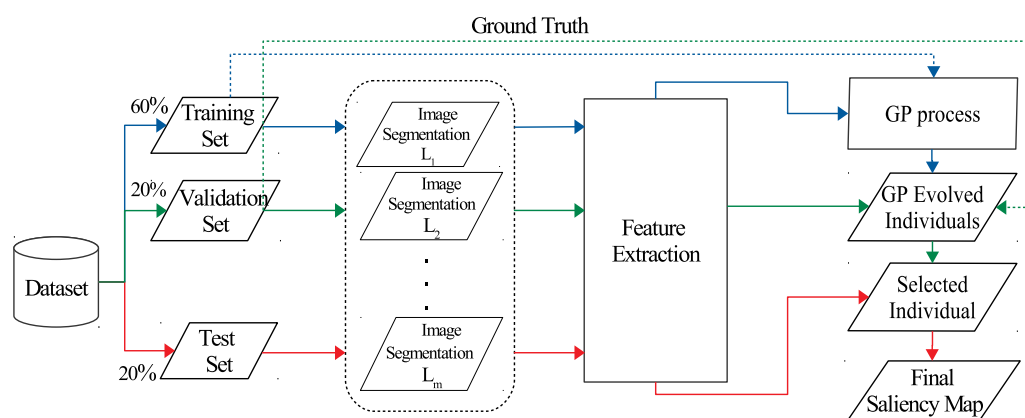 Ground Truth
60%
Training
Set
Image
Segmentation
L1
GP process
20%
Validation
Set
Image
Segmentation
L2
GP Evolved
Individuals
Feature
Extraction
Dataset
Selected
Individual
Test
Set
20%
Image
Segmentation
Lm
Final
Saliency Map